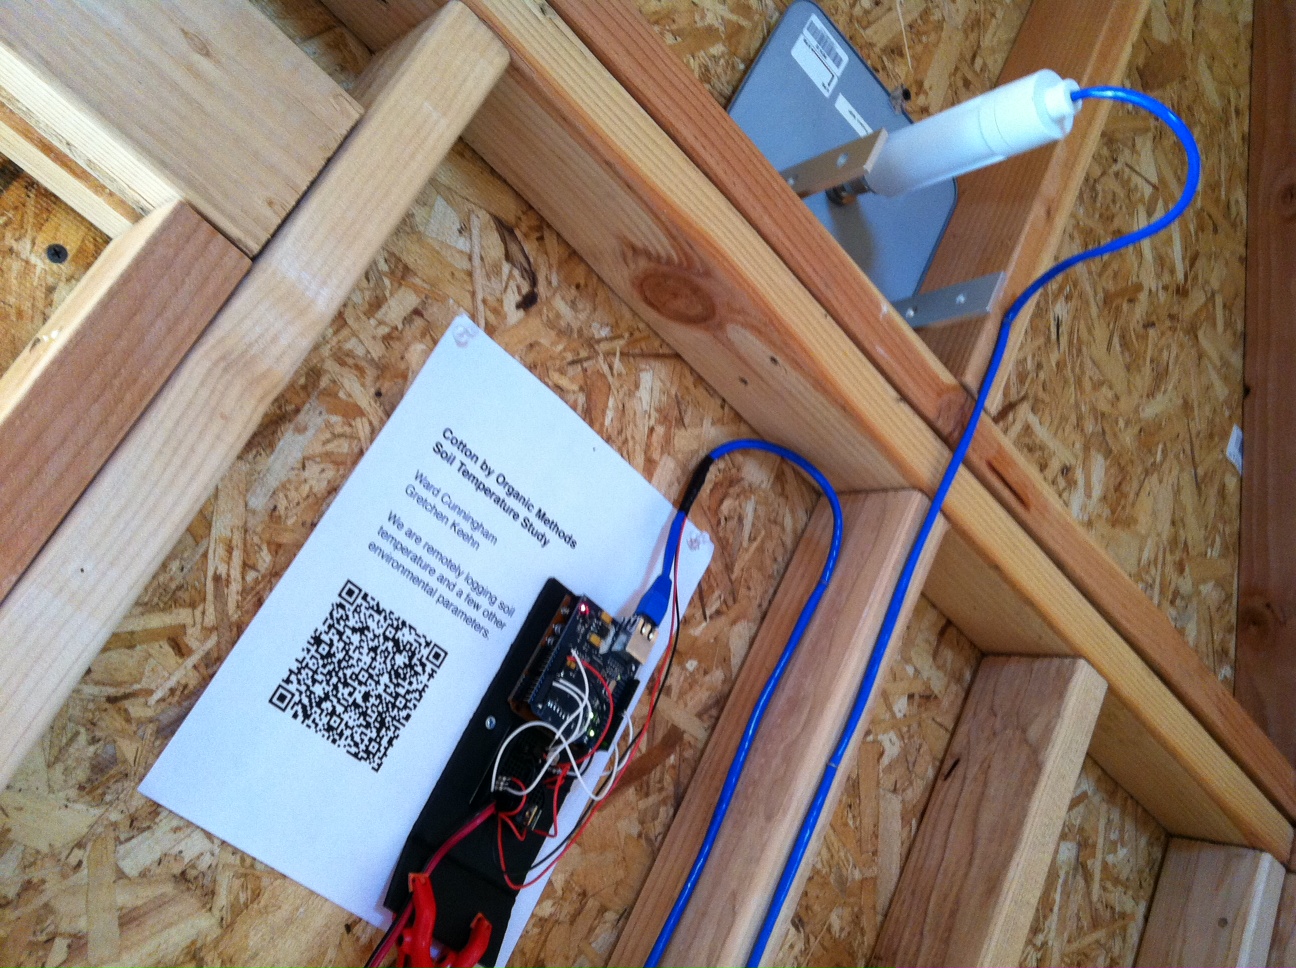 Cotton by Organic Methods
Soil Temperature Study
Ward Cunningham
Gretchen Keehn
We are remotely logging soil
temperature and a few other
environmental parameters.